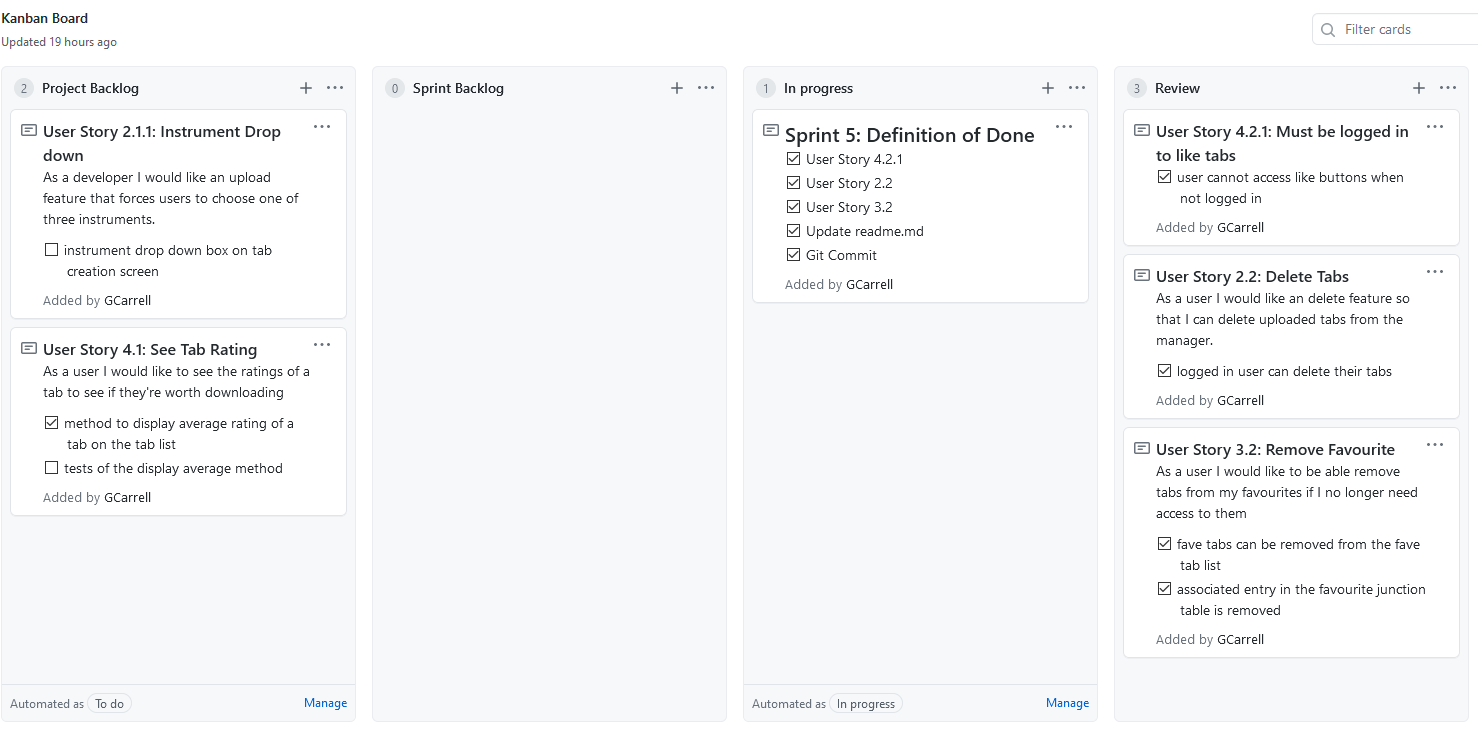 Kanban Board
Updated 19 hours ago
Filter cards
2 Project Backlog
User Story 2.1.1: Instrument Drop
down
As a developer I would like an upload
feature that forces users to choose one of
three instruments.
instrument drop down box on tab
creation screen
Added by GCarrell
User Story 4.1: See Tab Rating
As a user I would like to see the ratings of a
tab to see if they're worth downloading
method to display average rating of a
tab on the tab list
tests of the display average method
Added by GCarrell
Automated as To do
Manage
0 Sprint Backlog
1 In progress
Sprint 5: Definition of Done
User Story 4.2.1
User Story 2.2
User Story 3.2
Update readme.md
Git Commit
Added by GCarrell
Automated as In progress
Manage
3 Review
User Story 4.2.1: Must be logged in
to like tabs
user cannot access like buttons when
not logged in
Added by GCarrell
User Story 2.2: Delete Tabs
As a user I would like an delete feature so
that I can delete uploaded tabs from the
manager.
logged in user can delete their tabs
Added by GCarrell
User Story 3.2: Remove Favourite
As a user I would like to be able remove
tabs from my favourites if I no longer need
access to them
fave tabs can be removed from the fave
tab list
associated entry in the favourite junction
table is removed
Added by GCarrell